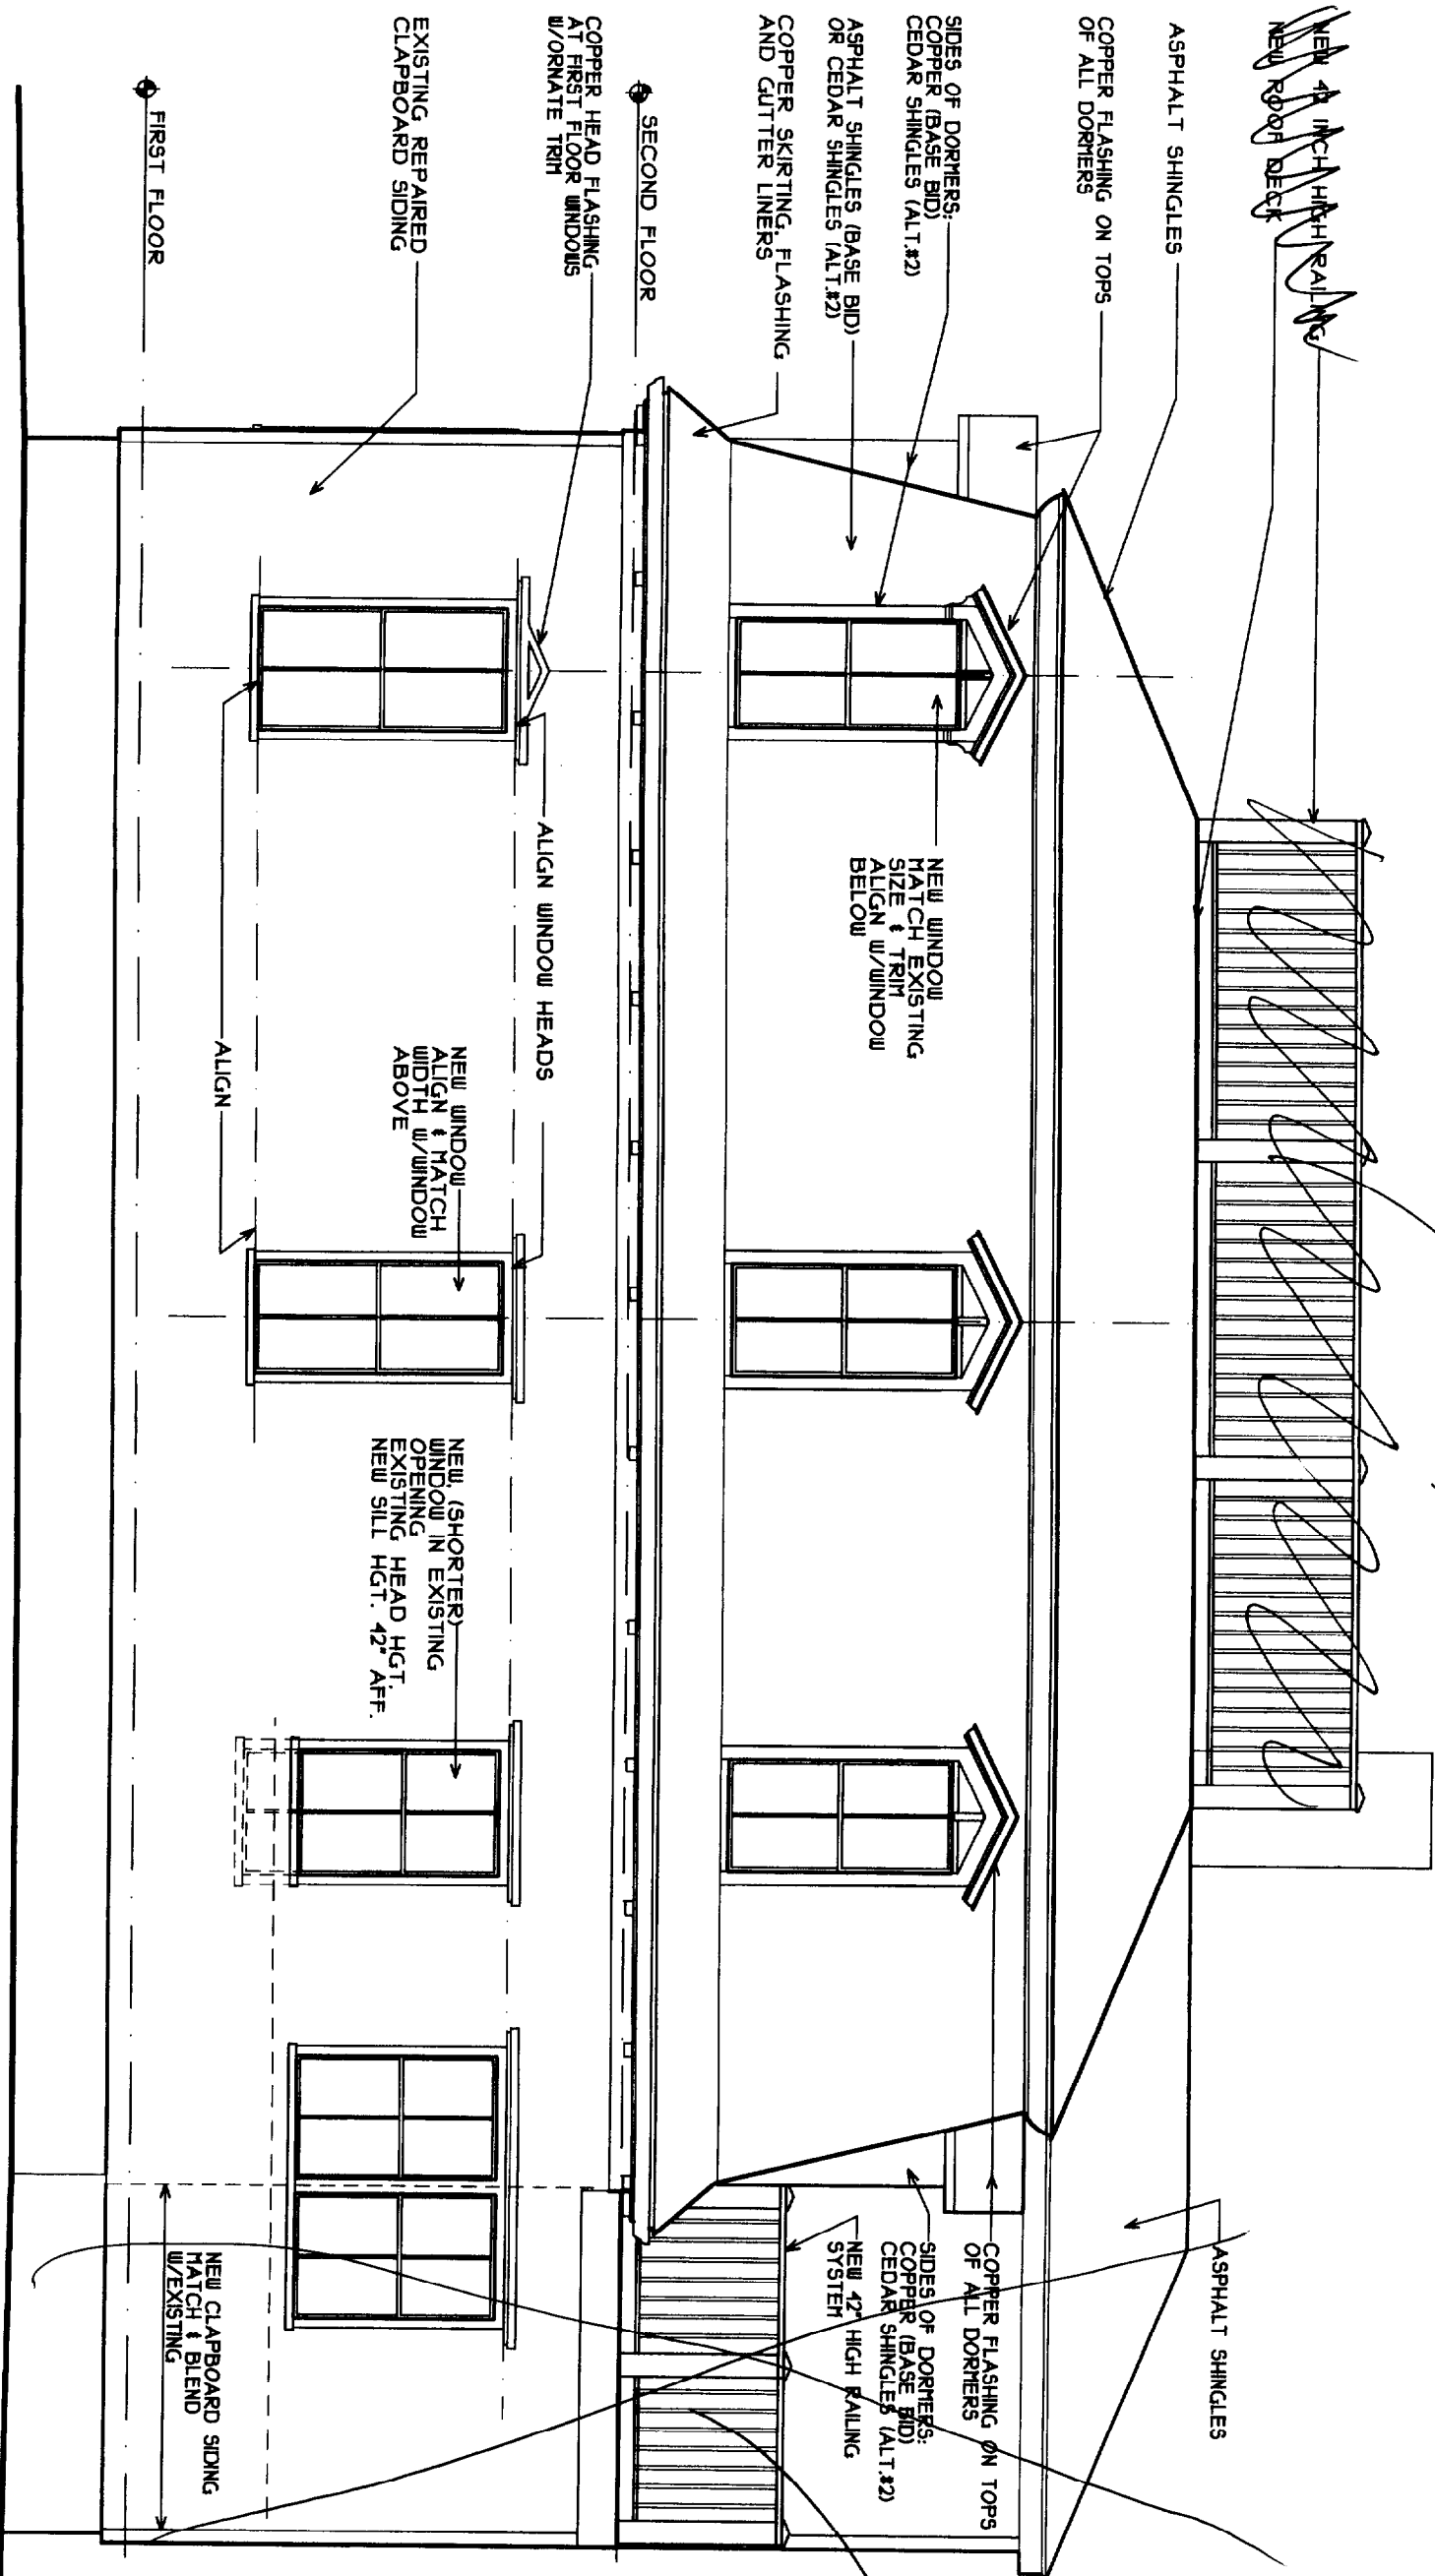 NEW 42 INCH HIGH RAILING
NEW ROOF DECK
ASPHALT SHINGLES
COPPER FLASHING ON TOPS
OF ALL DORMERS
SIDES OF DORMERS:
COPPER (BASE BID)
CEDAR SHINGLES (ALT.#2)
ASPHALT SHINGLES (BASE BID)
OR CEDAR SHINGLES (ALT.#2)
COPPER SKIRTING, FLASHING
AND GUTTER LINERS
SECOND FLOOR
COPPER HEAD FLASHING
AT FIRST FLOOR WINDOWS
W/ORNATE TRIM
EXISTING REPAIRED
CLAPBOARD SIDING
FIRST FLOOR
NEW WINDOW
MATCH EXISTING
SIZE & TRIM
ALIGN W/WINDOW
BELOW
ALIGN WINDOW HEADS
NEW WINDOW
ALIGN & MATCH
WIDTH W/WINDOW
ABOVE
ALIGN
NEW, (SHORTER)
WINDOW IN EXISTING
OPENING
EXISTING HEAD HGT.
NEW SILL HGT. 42" AFF.
ASPHALT SHINGLES
COPPER FLASHING ON TOPS
OF ALL DORMERS
SIDES OF DORMERS:
COPPER (BASE BID)
CEDAR SHINGLES (ALT.#2)
NEW 42" HIGH RAILING
SYSTEM
NEW CLAPBOARD SIDING
MATCH & BLEND
W/EXISTING